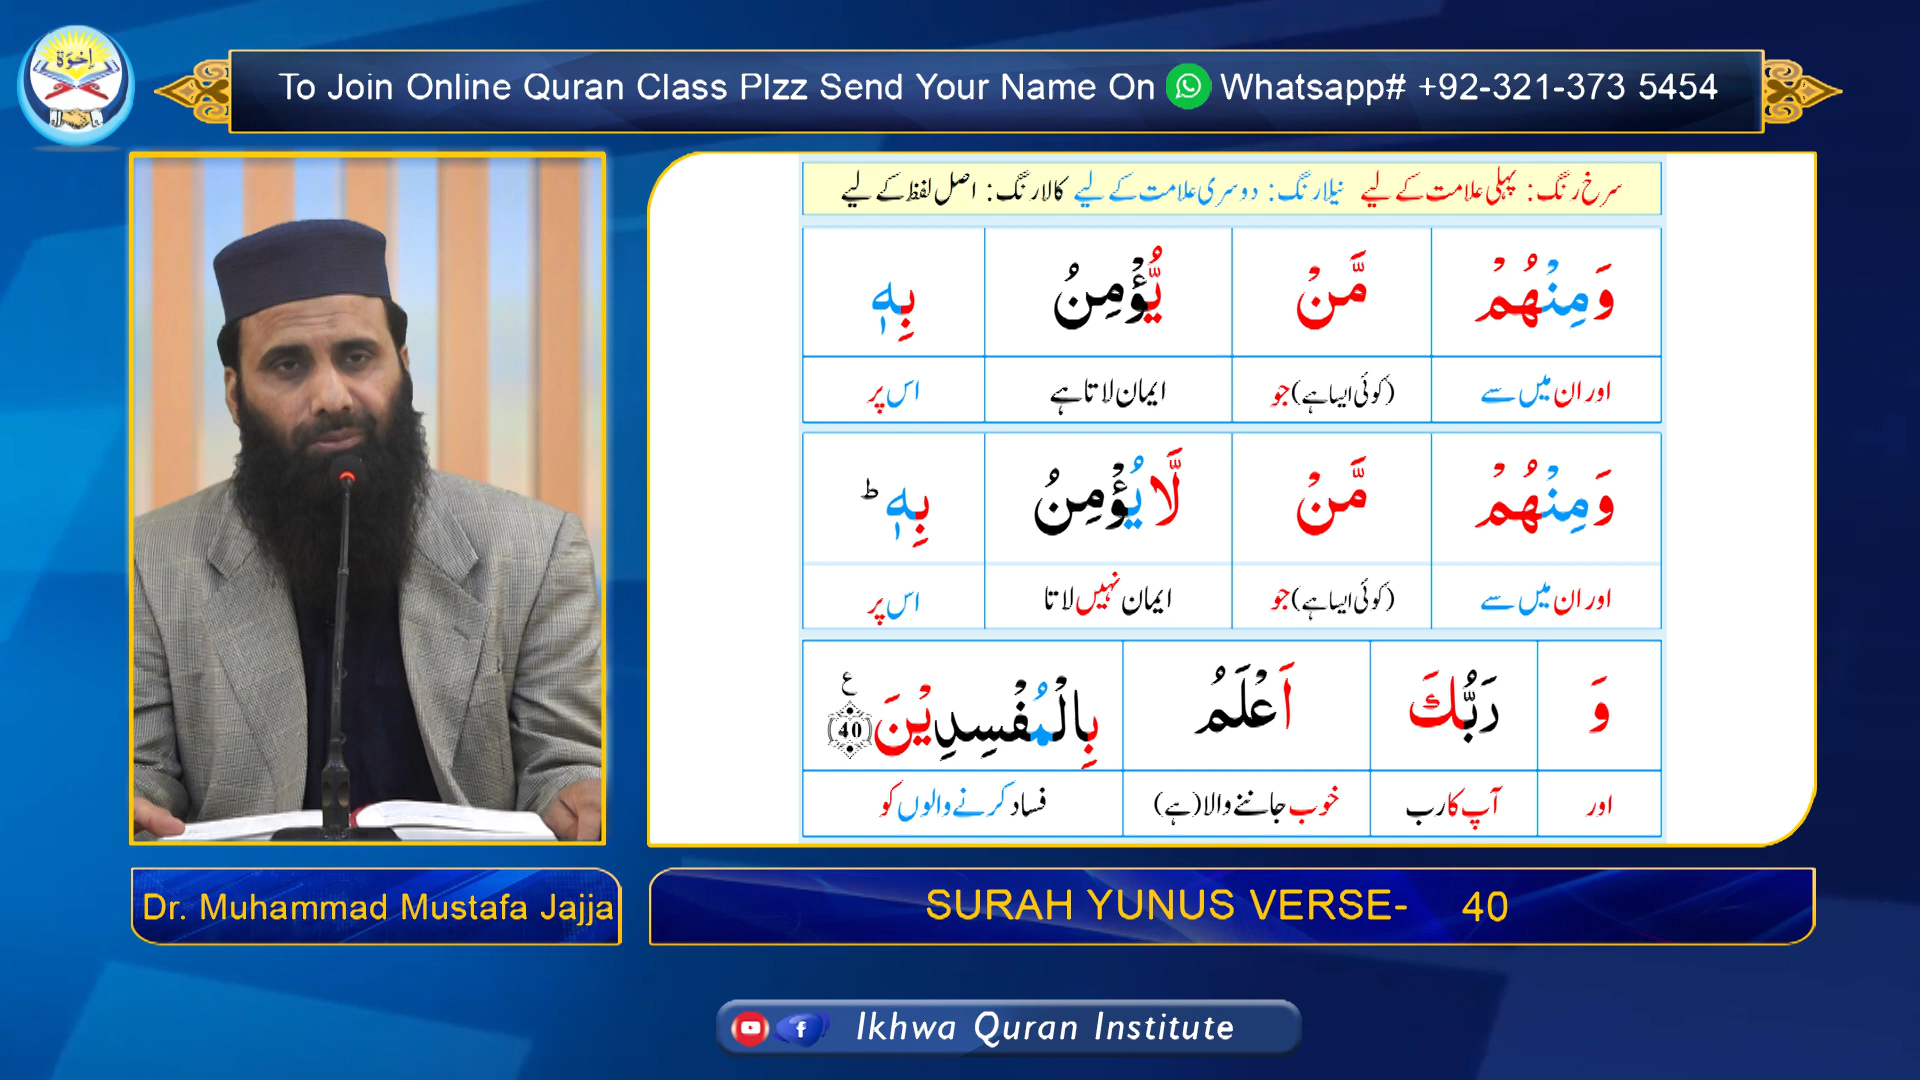 اِخْوَة
To Join Online Quran Class Plzz Send Your Name On Whatsapp# +92-321-373 5454
سرخ رنگ: پہلی علامت کے لیے نیلا رنگ: دوسری علامت کے لیے کالا رنگ: اصل لفظ کے لیے
وَمِنْهُمْ مَّنْ يُّؤْمِنُ بِهٖ
اور ان میں سے (کوئی ایسا ہے) جو ایمان لاتا ہے اس پر
وَمِنْهُمْ مَّنْ لَّا يُؤْمِنُ بِهٖ ؕ
اور ان میں سے (کوئی ایسا ہے) جو ایمان نہیں لاتا اس پر
وَ رَبُّكَ اَعْلَمُ بِالْمُفْسِدِيْنَ ع 40
اور آپ کا رب خوب جاننے والا (ہے) فساد کرنے والوں کو
Dr. Muhammad Mustafa Jajja
SURAH YUNUS VERSE- 40
Ikhwa Quran Institute